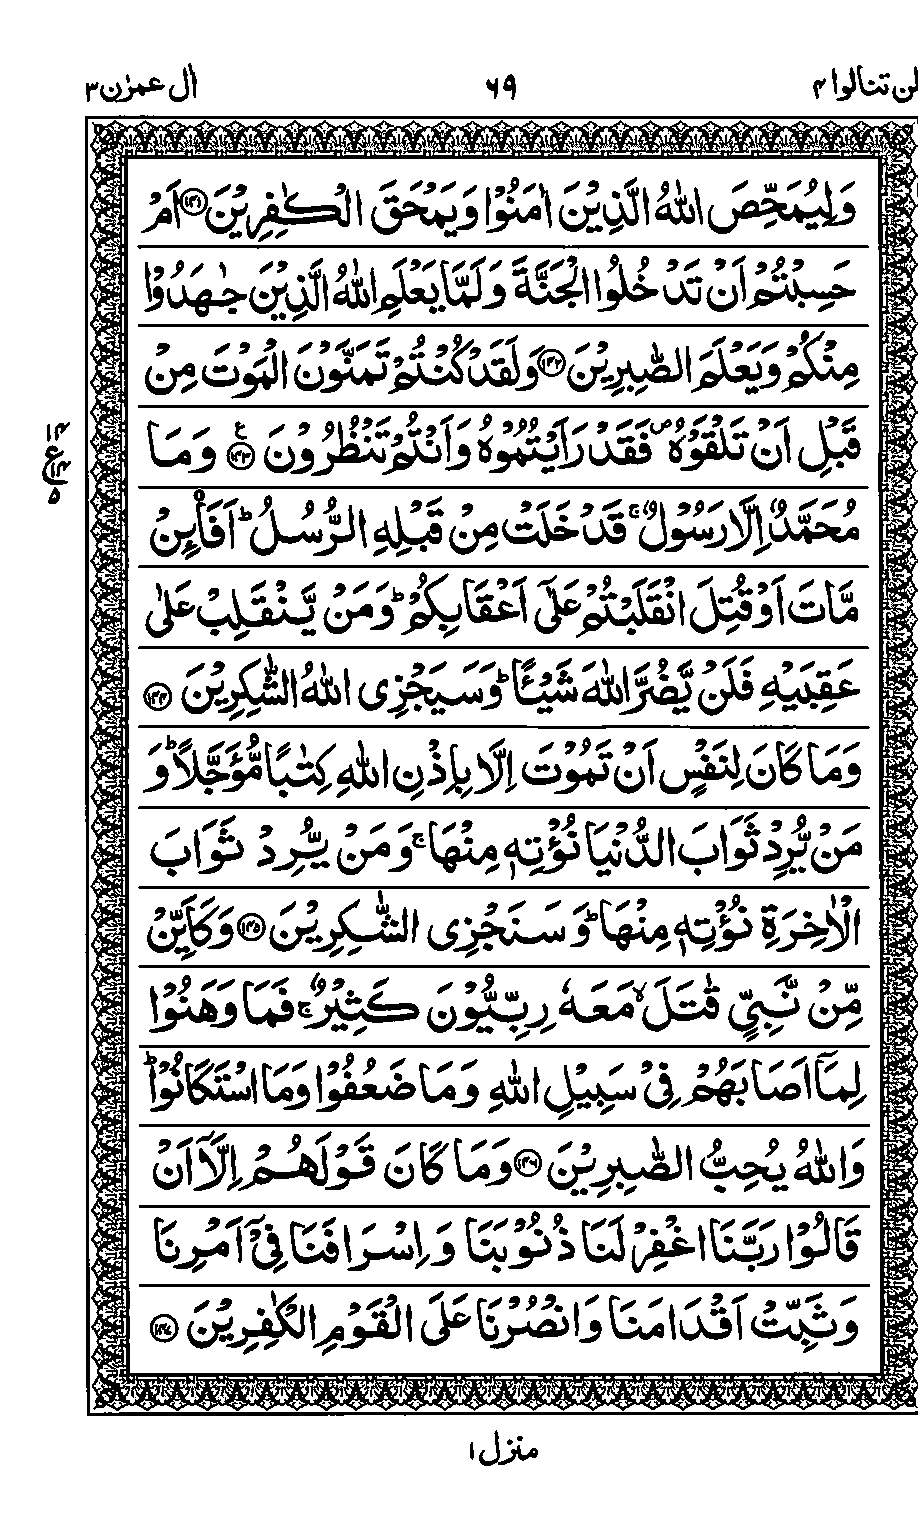 لن تنالوا ۴
۶۹
اٰل عمرٰن ۳
وَلِيُمَحِّصَ اللّٰهُ الَّذِيْنَ اٰمَنُوْا وَيَمْحَقَ الْكٰفِرِيْنَ ﴿۱۴۱﴾ اَمْ
حَسِبْتُمْ اَنْ تَدْخُلُوا الْجَنَّةَ وَلَمَّا يَعْلَمِ اللّٰهُ الَّذِيْنَ جٰهَدُوْا
مِنْكُمْ وَيَعْلَمَ الصّٰبِرِيْنَ ﴿۱۴۲﴾ وَلَقَدْ كُنْتُمْ تَمَنَّوْنَ الْمَوْتَ مِنْ
قَبْلِ اَنْ تَلْقَوْهُ ۪ فَقَدْ رَاَيْتُمُوْهُ وَاَنْتُمْ تَنْظُرُوْنَ ﴿۱۴۳﴾ ع وَمَا
۱۴
ع ۱۴
۵
مُحَمَّدٌ اِلَّا رَسُوْلٌ ۚ قَدْ خَلَتْ مِنْ قَبْلِهِ الرُّسُلُ ؕ اَفَا۠ئِنْ
مَّاتَ اَوْ قُتِلَ انْقَلَبْتُمْ عَلٰٓى اَعْقَابِكُمْ ؕ وَمَنْ يَّنْقَلِبْ عَلٰى
عَقِبَيْهِ فَلَنْ يَّضُرَّ اللّٰهَ شَيْـًٔا ؕ وَسَيَجْزِى اللّٰهُ الشّٰكِرِيْنَ ﴿۱۴۴﴾
وَمَا كَانَ لِنَفْسٍ اَنْ تَمُوْتَ اِلَّا بِاِذْنِ اللّٰهِ كِتٰبًا مُّؤَجَّلًا ؕ وَ
مَنْ يُّرِدْ ثَوَابَ الدُّنْيَا نُؤْتِهٖ مِنْهَا ۚ وَمَنْ يُّرِدْ ثَوَابَ
الْاٰخِرَةِ نُؤْتِهٖ مِنْهَا ؕ وَسَنَجْزِى الشّٰكِرِيْنَ ﴿۱۴۵﴾ وَكَاَيِّنْ
مِّنْ نَّبِيٍّ قٰتَلَ ۙ مَعَهٗ رِبِّيُّوْنَ كَثِيْرٌ ۚ فَمَا وَهَنُوْا
لِمَاۤ اَصَابَهُمْ فِيْ سَبِيْلِ اللّٰهِ وَمَا ضَعُفُوْا وَمَا اسْتَكَانُوْا ؕ
وَاللّٰهُ يُحِبُّ الصّٰبِرِيْنَ ﴿۱۴۶﴾ وَمَا كَانَ قَوْلَهُمْ اِلَّاۤ اَنْ
قَالُوْا رَبَّنَا اغْفِرْ لَنَا ذُنُوْبَنَا وَاِسْرَافَنَا فِيْۤ اَمْرِنَا
وَثَبِّتْ اَقْدَامَنَا وَانْصُرْنَا عَلَى الْقَوْمِ الْكٰفِرِيْنَ ﴿۱۴۷﴾
منزل ۱